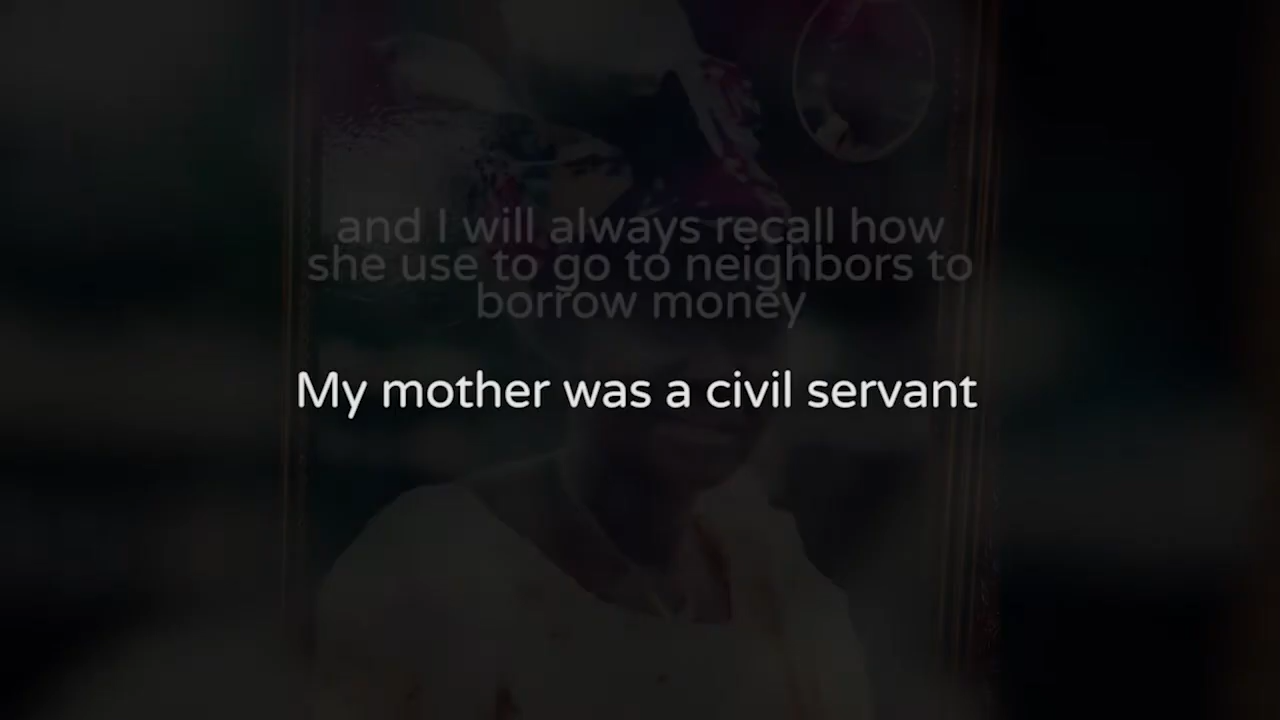 and I will always recall how
she use to go to neighbors to
borrow money
My mother was a civil servant